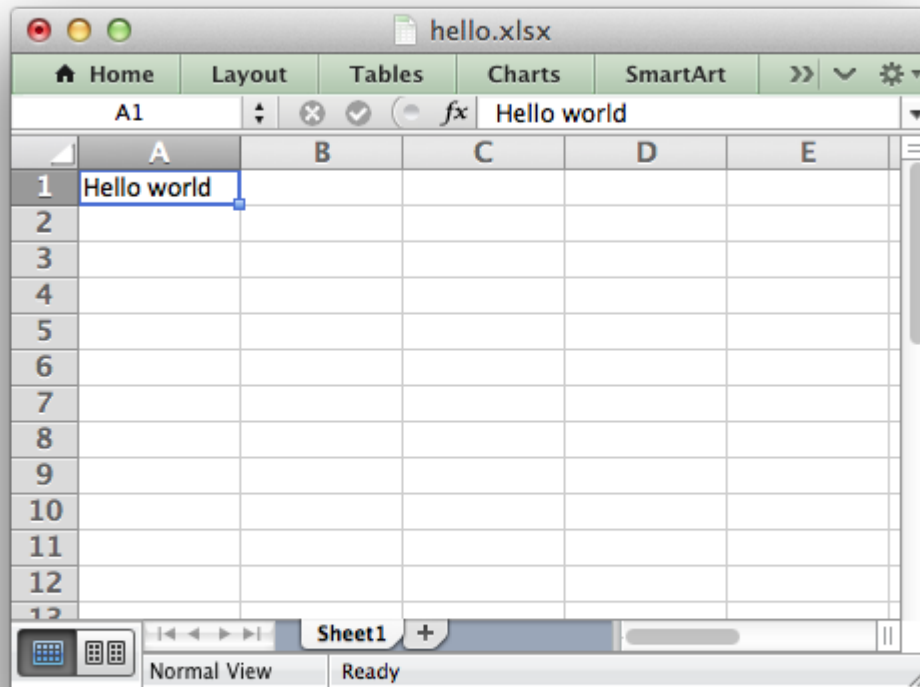 hello.xlsx
Home Layout Tables Charts SmartArt
A1 fx Hello world
A B C D E
1 Hello world
2
3
4
5
6
7
8
9
10
11
12
13
Sheet1 +
Normal View Ready